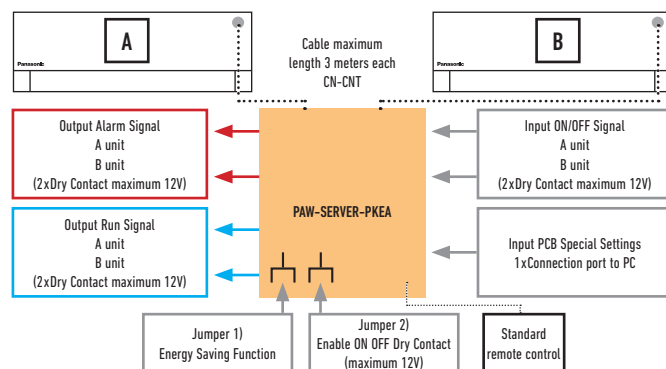 A
Panasonic
Cable maximum
length 3 meters each
CN-CNT
B
Panasonic
Output Alarm Signal
A unit
B unit
(2xDry Contact maximum 12V)
Output Run Signal
A unit
B unit
(2xDry Contact maximum 12V)
PAW-SERVER-PKEA
Input ON/OFF Signal
A unit
B unit
(2xDry Contact maximum 12V)
Input PCB Special Settings
1xConnection port to PC
Jumper 1)
Energy Saving Function
Jumper 2)
Enable ON OFF Dry Contact
(maximum 12V)
Standard
remote control